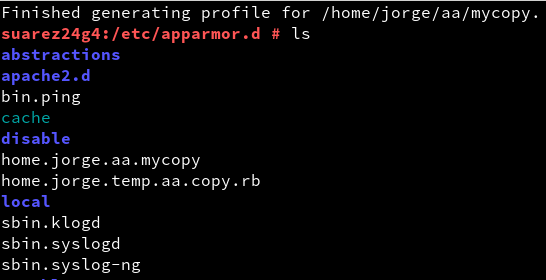 Finished generating profile for /home/jorge/aa/mycopy.
suarez24g4:/etc/apparmor.d # ls
abstractions
apache2.d
bin.ping
cache
disable
home.jorge.aa.mycopy
home.jorge.temp.aa.copy.rb
local
sbin.klogd
sbin.syslogd
sbin.syslog-ng